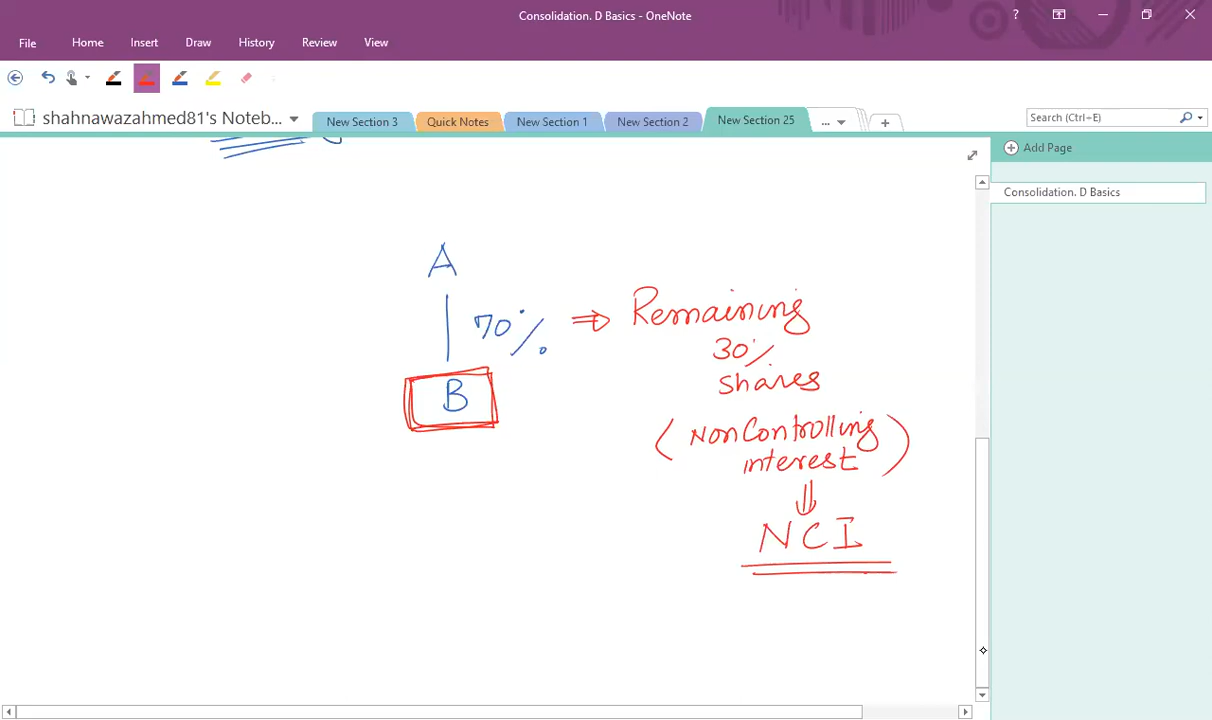 Consolidation. D Basics - OneNote
?
File Home Insert Draw History Review View
shahnawazahmed81's Noteb...
New Section 3
Quick Notes
New Section 1
New Section 2
New Section 25
...
+
Search (Ctrl+E)
Add Page
Consolidation. D Basics
A
70% ⇒ Remaining
30%
shares
B
(NonControlling
interest)
⇓
NCI